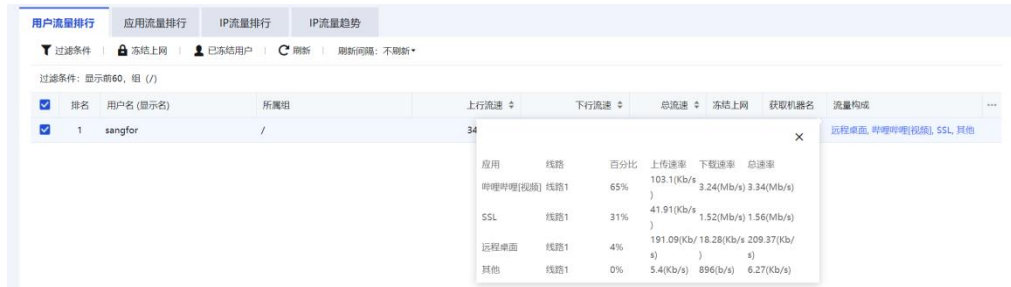 用户流量排行 应用流量排行 IP流量排行 IP流量趋势
过滤条件 冻结上网 已冻结用户 刷新 刷新间隔：不刷新
过滤条件：显示前60，组 (/)
排名 用户名 (显示名) 所属组 上行流速 下行流速 总流速 冻结上网 获取机器名 流量构成 ...
1 sangfor / 34 远程桌面, 哔哩哔哩[视频], SSL, 其他
×
应用 线路 百分比 上传速率 下载速率 总速率
哔哩哔哩[视频] 线路1 65% 103.1(Kb/s) 3.24(Mb/s) 3.34(Mb/s)
SSL 线路1 31% 41.91(Kb/s) 1.52(Mb/s) 1.56(Mb/s)
远程桌面 线路1 4% 191.09(Kb/s) 18.28(Kb/s) 209.37(Kb/s)
其他 线路1 0% 5.4(Kb/s) 896(b/s) 6.27(Kb/s)